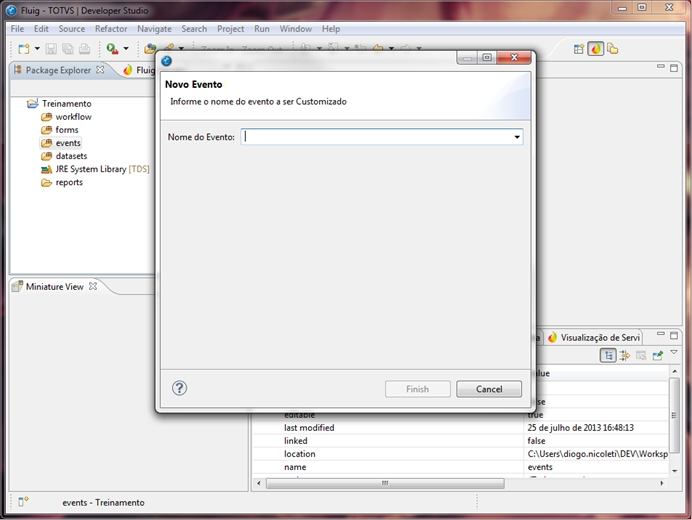 Fluig - TOTVS | Developer Studio
File Edit Source Refactor Navigate Search Project Run Window Help
Package Explorer
Fluig
Treinamento
workflow
forms
events
datasets
JRE System Library [TDS]
reports
Novo Evento
Informe o nome do evento a ser Customizado
Nome do Evento:
Finish
Cancel
Miniature View
Visualização de Servi
editable true
last modified 25 de julho de 2013 16:48:13
linked false
location C:\Users\diogo.nicoleti\DEV\Worksp
name events
events - Treinamento